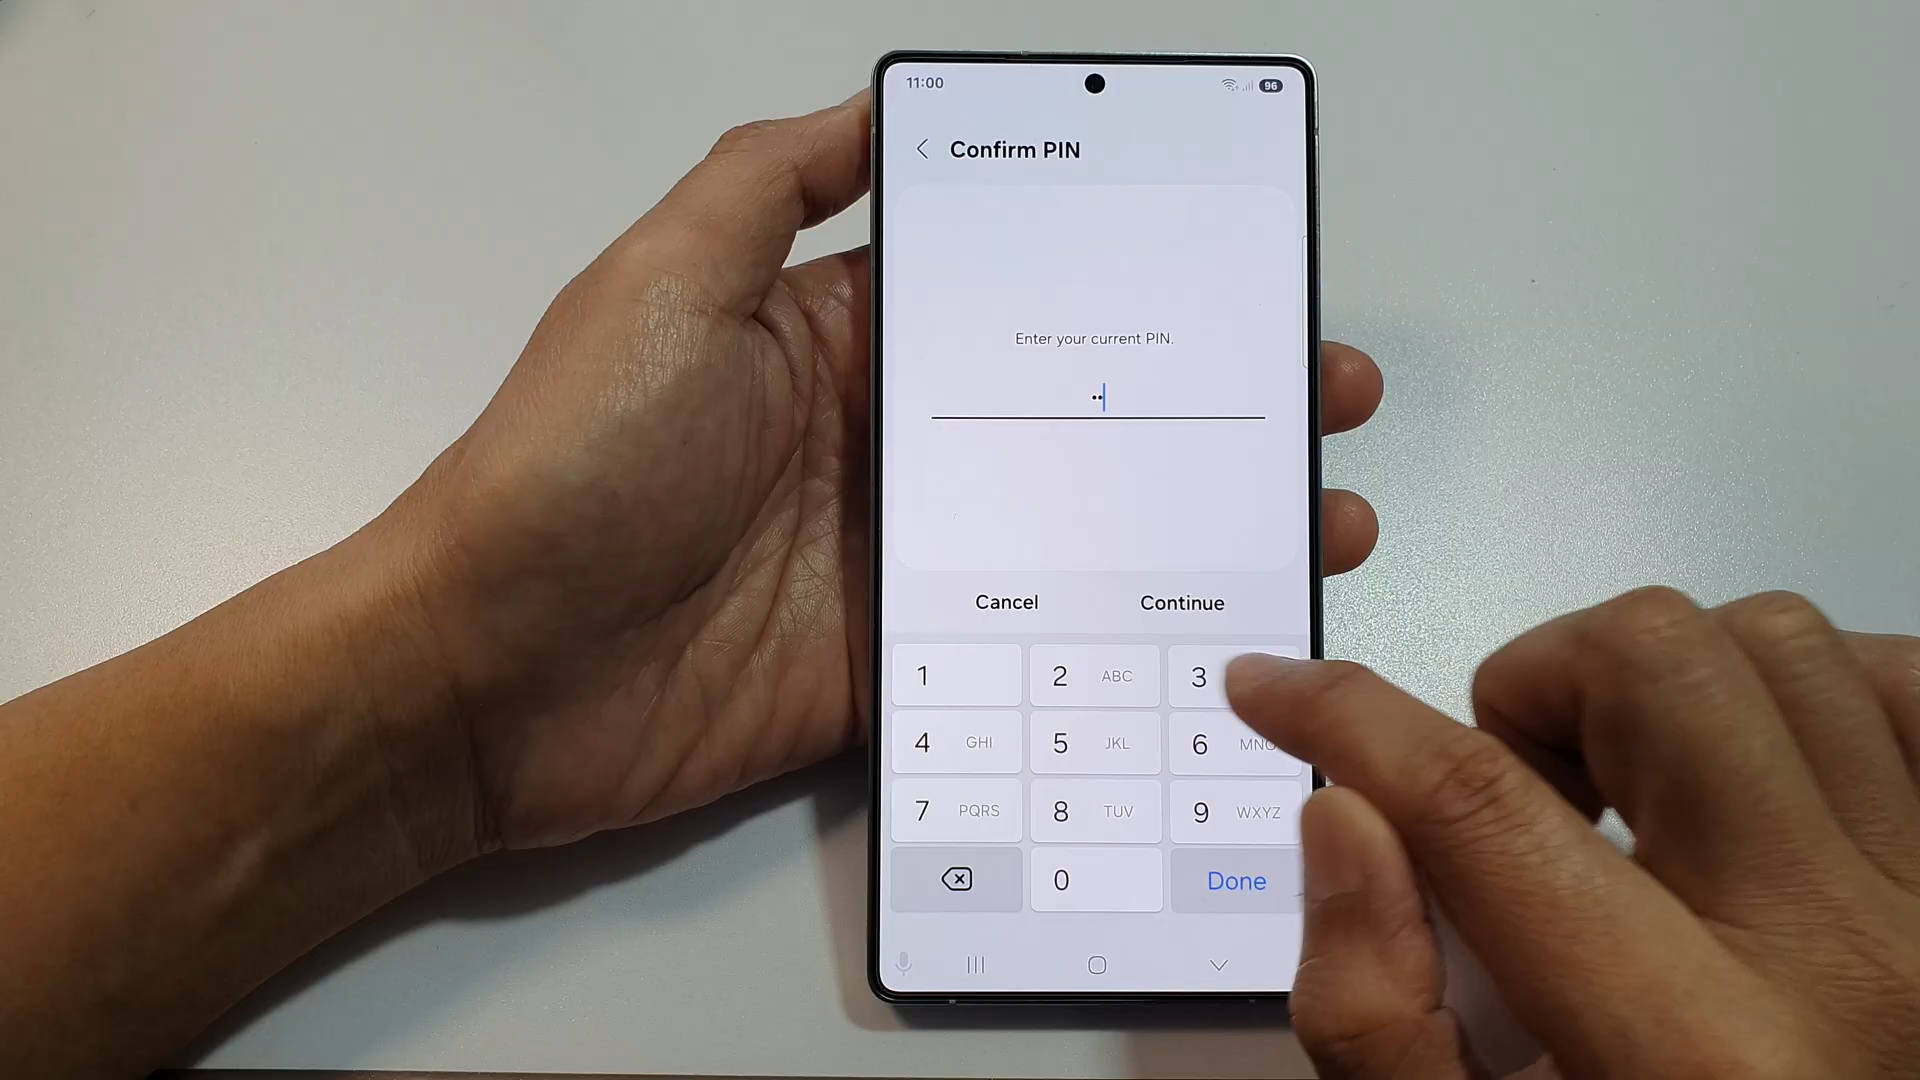 11:00
96
Confirm PIN
Enter your current PIN.
Cancel Continue
1 2 ABC 3
4 GHI 5 JKL 6 MNO
7 PQRS 8 TUV 9 WXYZ
0 Done